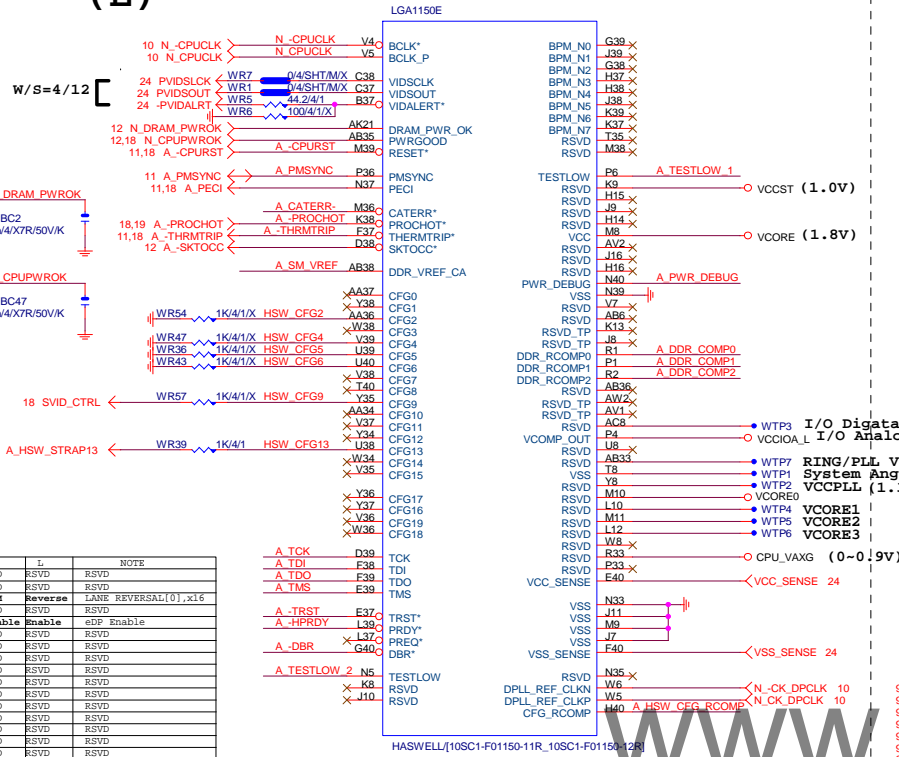 (E)
LGA1150E
10 N_-CPUCLK N_-CPUCLK V4 BCLK* BPM_N0 G39
10 N_CPUCLK N_CPUCLK V5 BCLK_P BPM_N1 J39
BPM_N2 G38
24 PVIDSLCK WR7 0/4/SHT/M/X C38 VIDSCLK BPM_N3 H37
W/S=4/12
24 PVIDSOUT WR1 0/4/SHT/M/X C37 VIDSOUT BPM_N4 H38
24 -PVIDALRT WR5 44.2/4/1 B37 VIDALERT* BPM_N5 J38
WR6 100/4/1/X BPM_N6 K39
12 N_DRAM_PWROK AK21 DRAM_PWR_OK BPM_N7 K37
12,18 N_CPUPWROK AB35 PWRGOOD RSVD T35
11,18 A_-CPURST A_-CPURST M39 RESET* RSVD M38
11 A_PMSYNC A_PMSYNC P36 PMSYNC TESTLOW P6 A_TESTLOW_1
11,18 A_PECI N37 PECI RSVD K9 VCCST (1.0V)
DRAM_PWROK
RSVD H15
A_CATERR- M36 CATERR* RSVD J9
BC2
18,19 A_-PROCHOT A_-PROCHOT K38 PROCHOT* RSVD H14
11,18 A_-THRMTRIP A_-THRMTRIP F37 THERMTRIP* VCC M8 VCORE (1.8V)
/4/X7R/50V/K
12 A_-SKTOCC D38 SKTOCC* RSVD AV2
RSVD J16
A_SM_VREF AB38 DDR_VREF_CA RSVD H16
CPUPWROK
PWR_DEBUG N40 A_PWR_DEBUG
AA37 CFG0 VSS N39
BC47
Y38 CFG1 RSVD V7
/4/X7R/50V/K
WR54 1K/4/1/X HSW_CFG2 AA36 CFG2 RSVD AB6
W38 CFG3 RSVD_TP K13
WR47 1K/4/1/X HSW_CFG4 V39 CFG4 RSVD_TP J8
WR36 1K/4/1/X HSW_CFG5 U39 CFG5 DDR_RCOMP0 R1 A_DDR_COMP0
WR43 1K/4/1/X HSW_CFG6 U40 CFG6 DDR_RCOMP1 P1 A_DDR_COMP1
V38 CFG7 DDR_RCOMP2 R2 A_DDR_COMP2
T40 CFG8 RSVD AB36
18 SVID_CTRL WR57 1K/4/1/X HSW_CFG9 Y35 CFG9 RSVD_TP AW2
AA34 CFG10 RSVD_TP AV1
V37 CFG11 RSVD AC8 WTP3 I/O Digata
Y34 CFG12 VCOMP_OUT P4 VCCIOA_L I/O Analo
A_HSW_STRAP13 WR39 1K/4/1 HSW_CFG13 U38 CFG13 RSVD U8
W34 CFG14 RSVD AB33 WTP7 RING/PLL V
V35 CFG15 VSS T8 WTP1 System Ang
RSVD Y8 WTP2 VCCPLL (1.
Y36 CFG17 RSVD M10 VCORE0
Y37 CFG16 RSVD L10 WTP4 VCORE1
V36 CFG19 RSVD M11 WTP5 VCORE2
W36 CFG18 RSVD L12 WTP6 VCORE3
RSVD W8
A_TCK D39 TCK RSVD R33 CPU_VAXG (0~0.9V)
A_TDI F38 TDI RSVD P33
A_TDO F39 TDO VCC_SENSE E40 VCC_SENSE 24
A_TMS E39 TMS
VSS N33
A_-TRST E37 TRST* VSS J11
A_-HPRDY L39 PRDY* VSS M9
L37 PREQ* VSS J7
A_-DBR G40 DBR* VSS_SENSE F40 VSS_SENSE 24
A_TESTLOW_2 N5 TESTLOW RSVD N35
K8 RSVD DPLL_REF_CLKN W6 N_-CK_DPCLK 10
J10 RSVD DPLL_REF_CLKP W5 N_CK_DPCLK 10
CFG_RCOMP H40 A_HSW_CFG_RCOMP
HASWELL/[10SC1-F01150-11R_10SC1-F01150-12R]
L NOTE
RSVD RSVD
RSVD RSVD
Reverse LANE REVERSAL[0],x16
RSVD RSVD
able Enable eDP Enable
RSVD RSVD
RSVD RSVD
RSVD RSVD
RSVD RSVD
RSVD RSVD
RSVD RSVD
RSVD RSVD
RSVD RSVD
RSVD RSVD
RSVD RSVD
RSVD RSVD
WWW